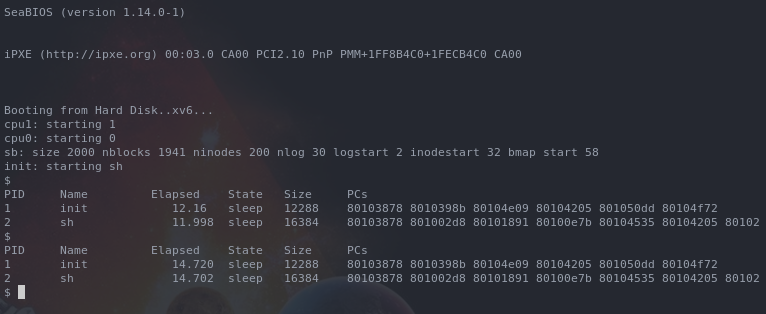 SeaBIOS (version 1.14.0-1)
iPXE (http://ipxe.org) 00:03.0 CA00 PCI2.10 PnP PMM+1FF8B4C0+1FECB4C0 CA00
Booting from Hard Disk..xv6...
cpu1: starting 1
cpu0: starting 0
sb: size 2000 nblocks 1941 ninodes 200 nlog 30 logstart 2 inodestart 32 bmap start 58
init: starting sh
$
PID Name Elapsed State Size PCs
1 init 12.16 sleep 12288 80103878 8010398b 80104e09 80104205 801050dd 80104f72
2 sh 11.998 sleep 16384 80103878 801002d8 80101891 80100e7b 80104535 80104205 80102
$
PID Name Elapsed State Size PCs
1 init 14.720 sleep 12288 80103878 8010398b 80104e09 80104205 801050dd 80104f72
2 sh 14.702 sleep 16384 80103878 801002d8 80101891 80100e7b 80104535 80104205 80102
$